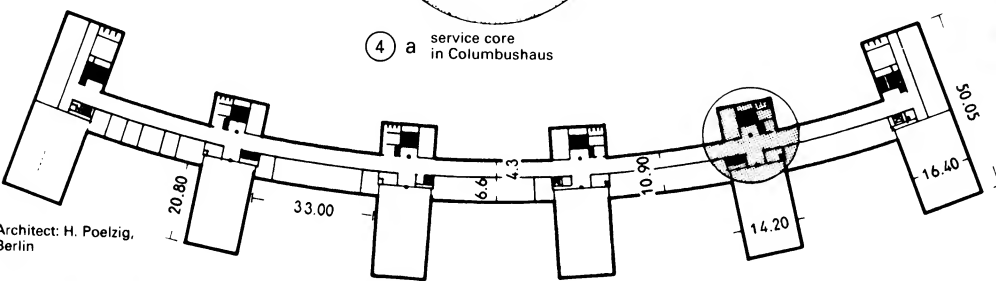 4 a service core
in Columbushaus
50.05
16.40
14.20
10.90
4.3
6.6
33.00
20.80
Architect: H. Poelzig,
Berlin